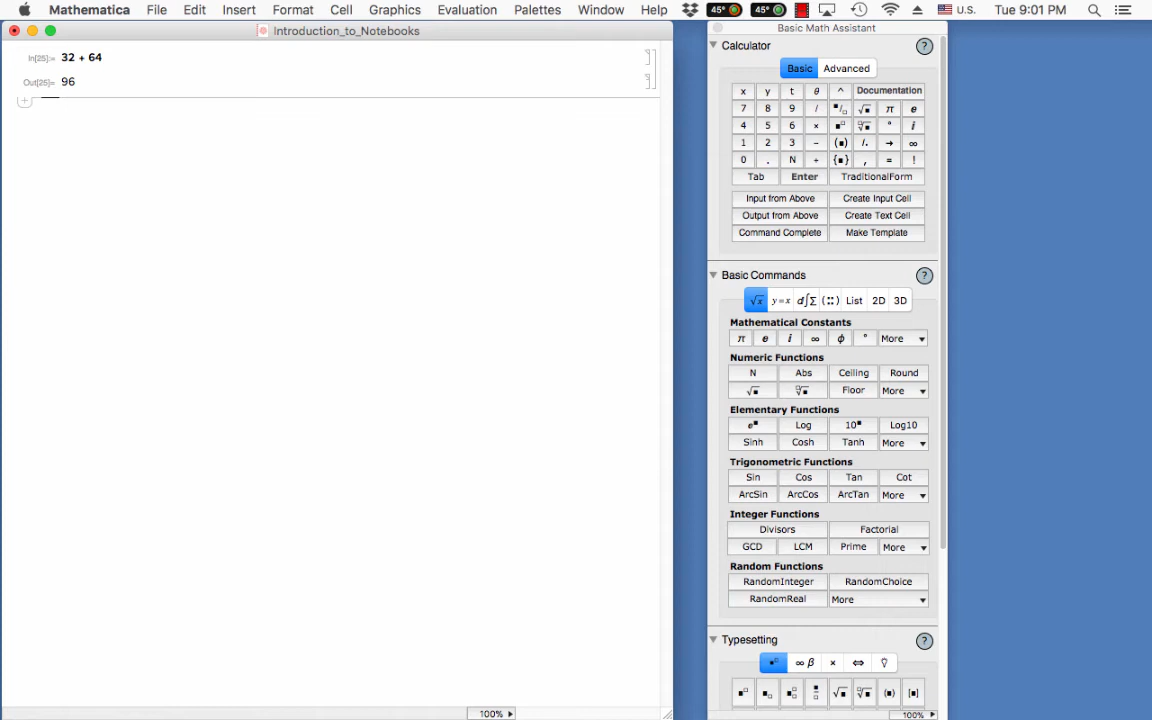 Mathematica File Edit Insert Format Cell Graphics Evaluation Palettes Window Help 45° 45° U.S. Tue 9:01 PM
Introduction_to_Notebooks
In[25]:= 32 + 64
Out[25]= 96
100%
Basic Math Assistant
Calculator ?
Basic Advanced
x y t θ ^ Documentation
7 8 9 / ■/□ √■ π e
4 5 6 × ■□ □√■ ° i
1 2 3 − (■) /. → ∞
0 . N + {■} , = !
Tab Enter TraditionalForm
Input from Above Create Input Cell
Output from Above Create Text Cell
Command Complete Make Template
Basic Commands ?
√x y=x d∫Σ (::) List 2D 3D
Mathematical Constants
π e i ∞ ϕ ° More
Numeric Functions
N Abs Ceiling Round
√■ □√■ Floor More
Elementary Functions
e■ Log 10■ Log10
Sinh Cosh Tanh More
Trigonometric Functions
Sin Cos Tan Cot
ArcSin ArcCos ArcTan More
Integer Functions
Divisors Factorial
GCD LCM Prime More
Random Functions
RandomInteger RandomChoice
RandomReal More
Typesetting ?
■□ ∞ β × ⇔
■□ ■□ ■□ ■/□ √■ □√■ (■) [■]
100%